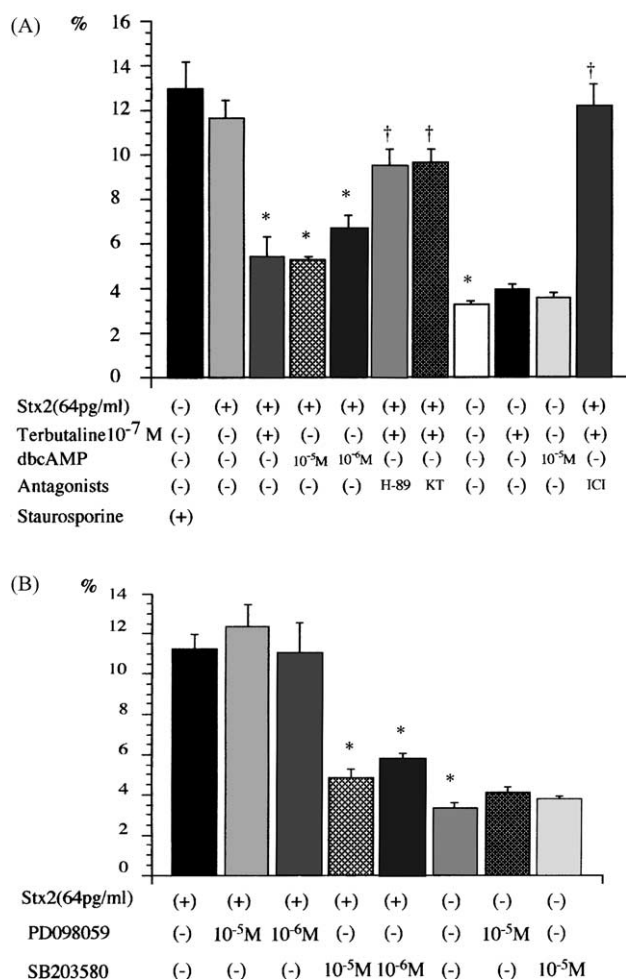 (A)
%
16
14
12
10
8
6
4
2
0
* * * † † * †
Stx2(64pg/ml) (-) (+) (+) (+) (+) (+) (+) (-) (-) (-) (+)
Terbutaline10-7 M (-) (-) (+) (-) (-) (+) (+) (-) (+) (-) (+)
dbcAMP (-) (-) (-) 10-5M 10-6M (-) (-) (-) (-) 10-5M (-)
Antagonists (-) (-) (-) (-) (-) H-89 KT (-) (-) (-) ICI
Staurosporine (+)
(B)
%
14
12
10
8
6
4
2
0
* * *
Stx2(64pg/ml) (+) (+) (+) (+) (+) (-) (-) (-)
PD098059 (-) 10-5M 10-6M (-) (-) (-) 10-5M (-)
SB203580 (-) (-) (-) 10-5M 10-6M (-) (-) 10-5M